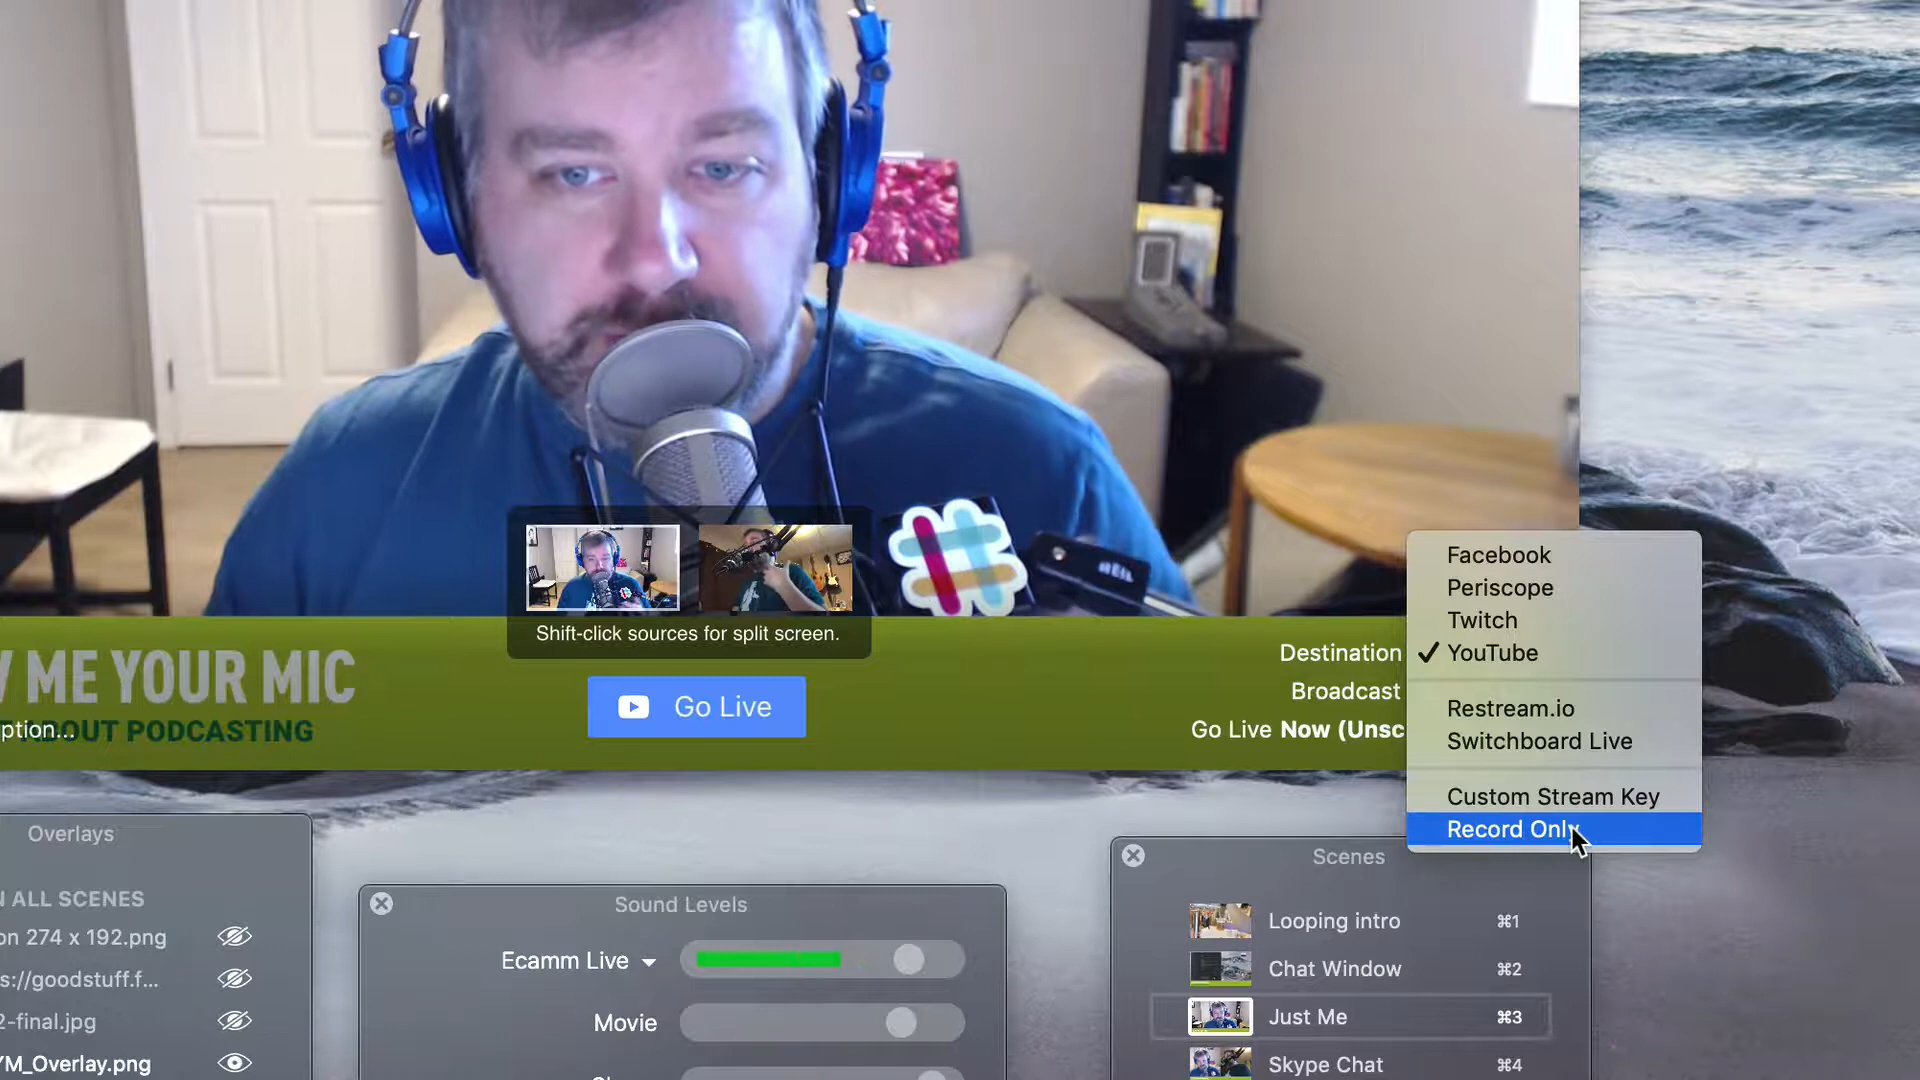 Facebook
Periscope
Twitch
Shift-click sources for split screen.
Destination ✓ YouTube
W ME YOUR MIC
Broadcast
Go Live
Restream.io
ption...
T ABOUT PODCASTING
Go Live Now (Unsc
Switchboard Live
Custom Stream Key
Record Only
Overlays
N ALL SCENES
on 274 x 192.png
s://goodstuff.f...
2-final.jpg
YM_Overlay.png
Sound Levels
Ecamm Live
Movie
Scenes
Looping intro ⌘1
Chat Window ⌘2
Just Me ⌘3
Skype Chat ⌘4